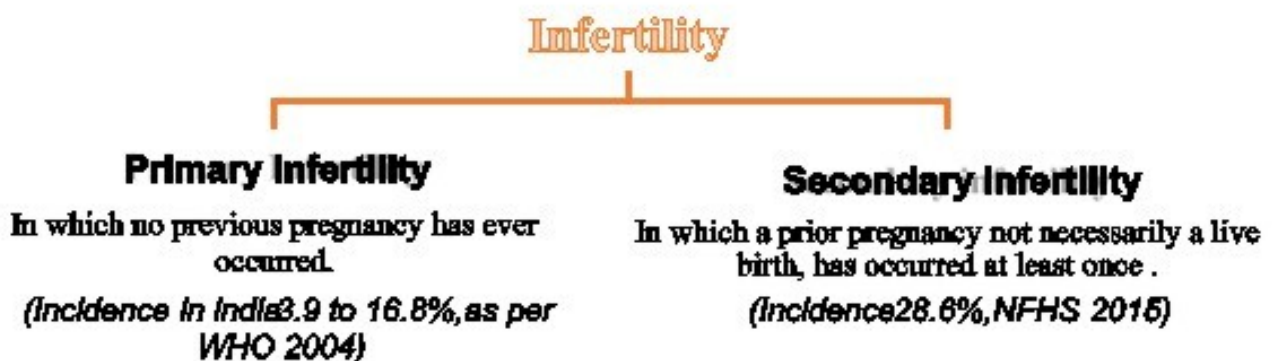 Infertility
Primary Infertility
In which no previous pregnancy has ever
occurred.
(Incidence in India3.9 to 16.8%,as per
WHO 2004)
Secondary Infertility
In which a prior pregnancy not necessarily a live
birth, has occurred at least once .
(Incidence28.6%,NFHS 2015)